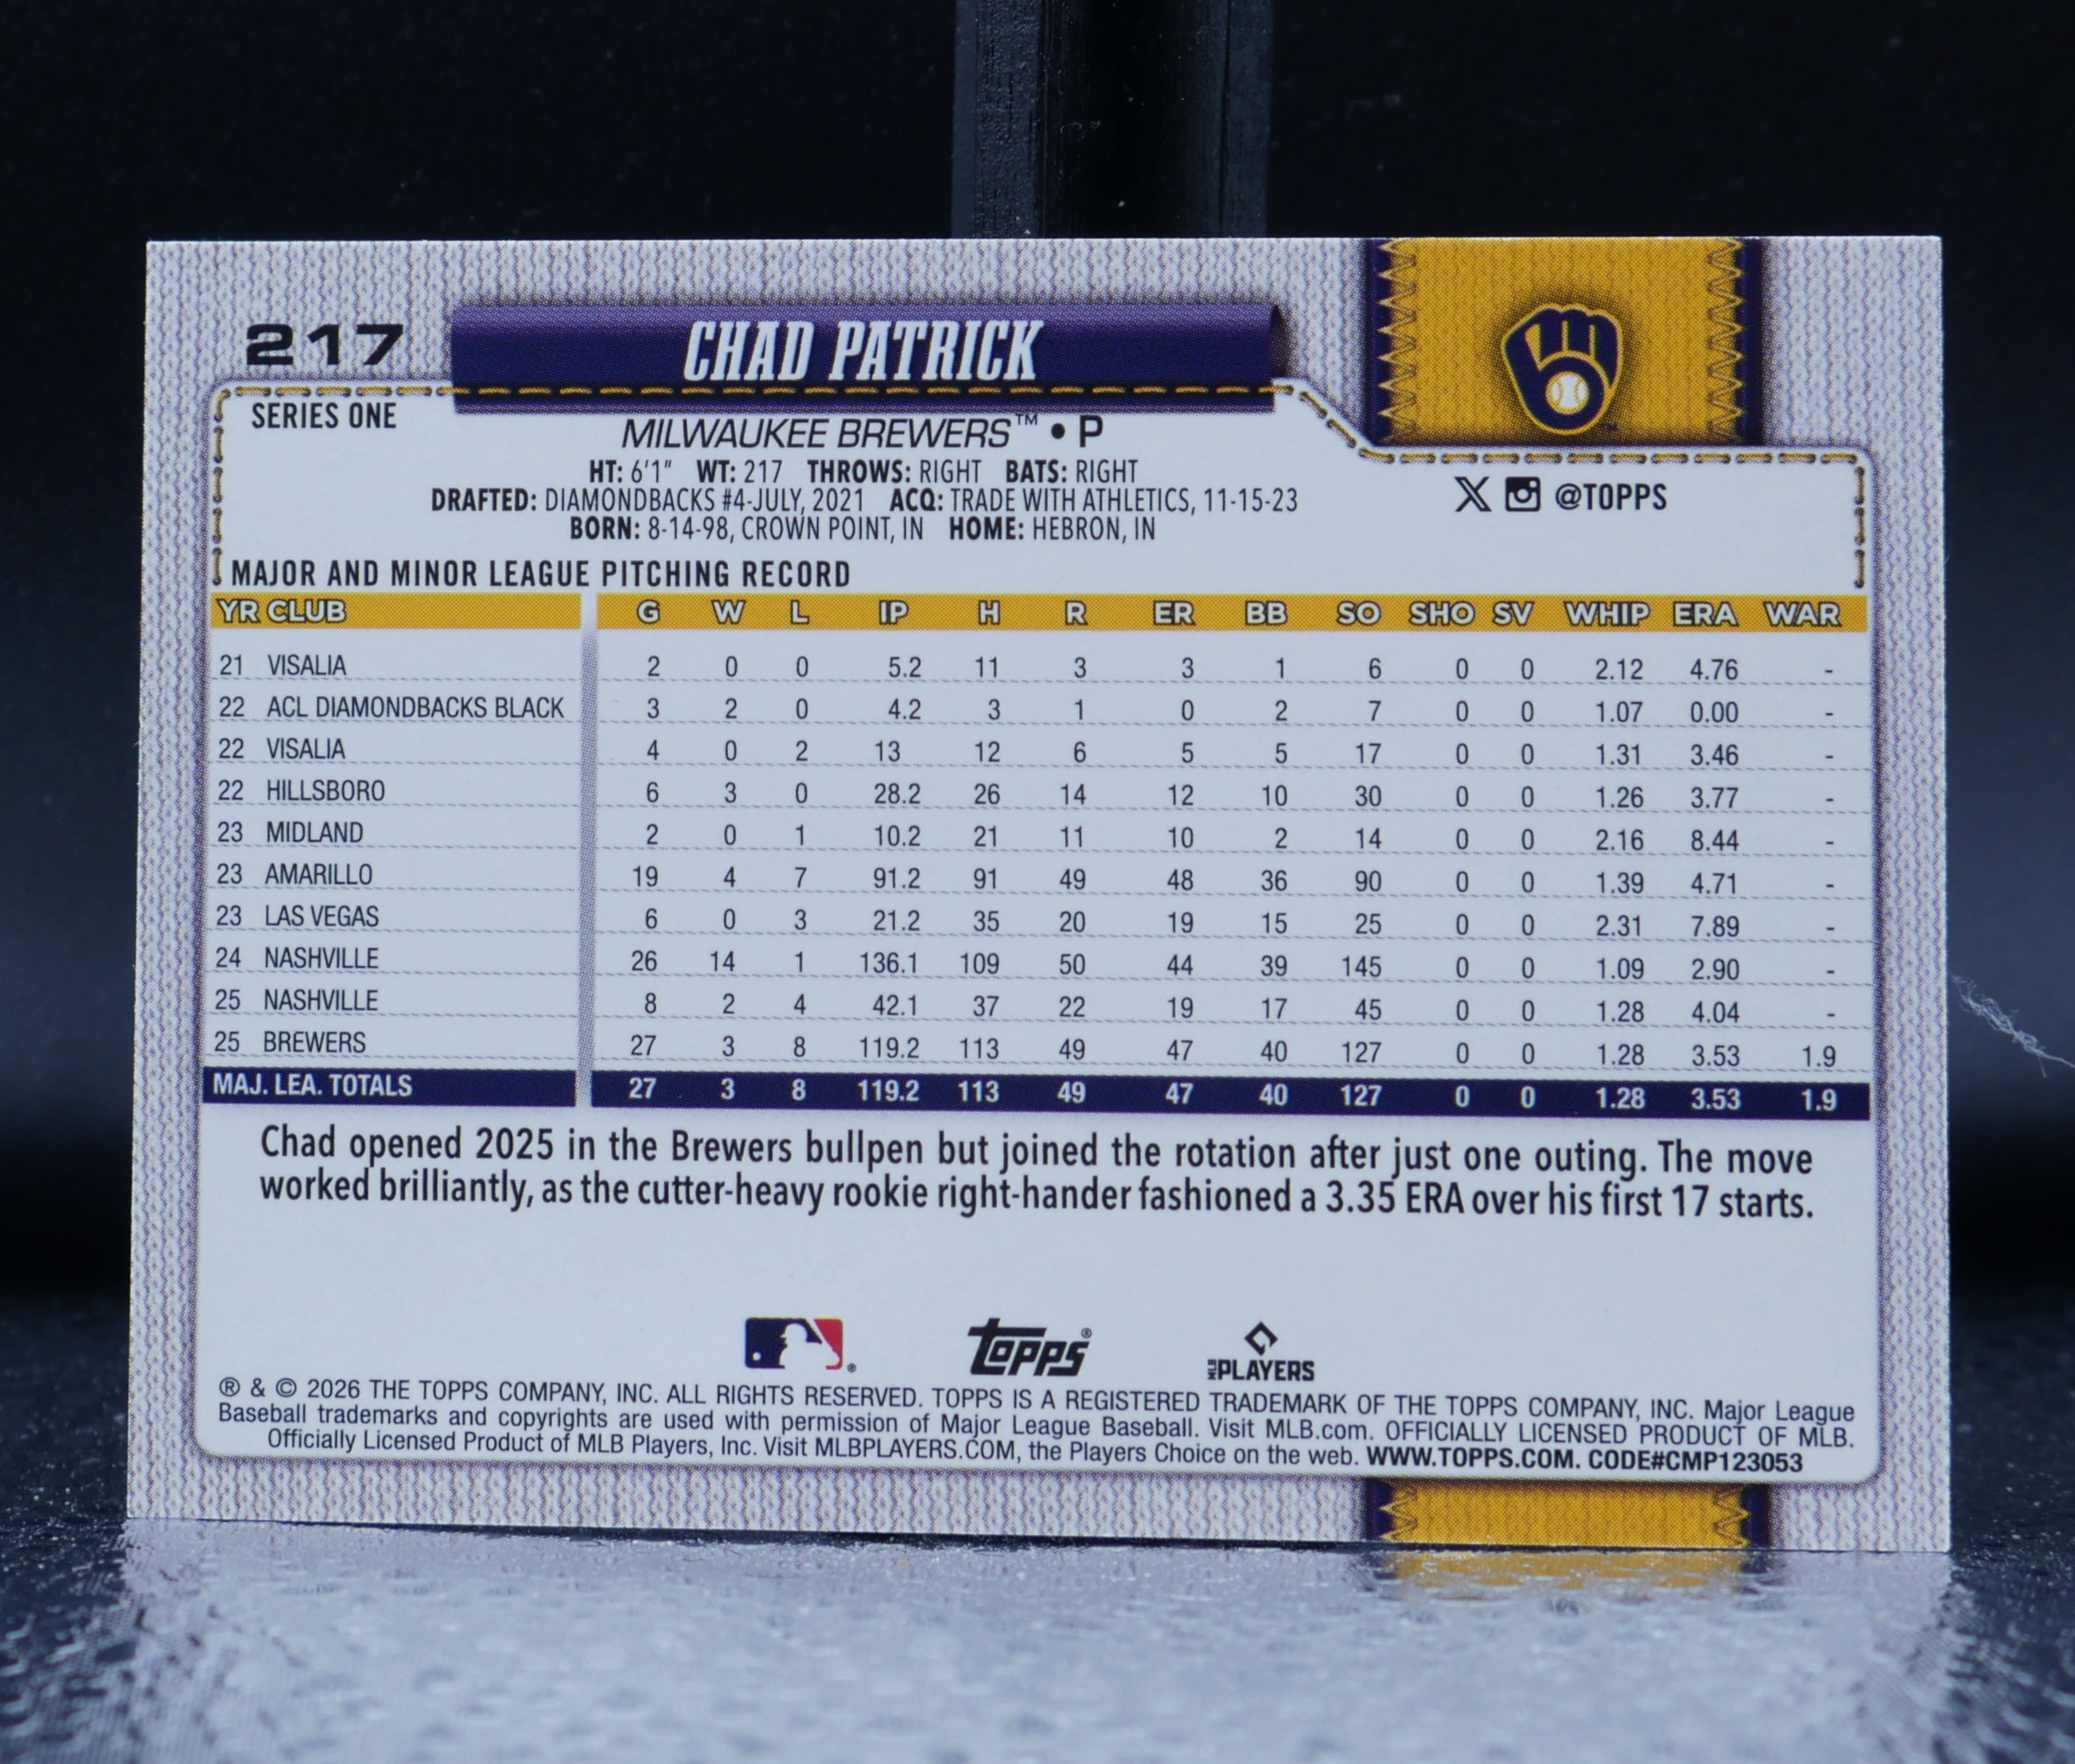 217
CHAD PATRICK
SERIES ONE
MILWAUKEE BREWERS™ • P
HT: 6'1" WT: 217 THROWS: RIGHT BATS: RIGHT
DRAFTED: DIAMONDBACKS #4-JULY, 2021 ACQ: TRADE WITH ATHLETICS, 11-15-23
BORN: 8-14-98, CROWN POINT, IN HOME: HEBRON, IN
X @TOPPS
MAJOR AND MINOR LEAGUE PITCHING RECORD
YR CLUB G W L IP H R ER BB SO SHO SV WHIP ERA WAR
21 VISALIA 2 0 0 5.2 11 3 3 1 6 0 0 2.12 4.76 -
22 ACL DIAMONDBACKS BLACK 3 2 0 4.2 3 1 0 2 7 0 0 1.07 0.00 -
22 VISALIA 4 0 2 13 12 6 5 5 17 0 0 1.31 3.46 -
22 HILLSBORO 6 3 0 28.2 26 14 12 10 30 0 0 1.26 3.77 -
23 MIDLAND 2 0 1 10.2 21 11 10 2 14 0 0 2.16 8.44 -
23 AMARILLO 19 4 7 91.2 91 49 48 36 90 0 0 1.39 4.71 -
23 LAS VEGAS 6 0 3 21.2 35 20 19 15 25 0 0 2.31 7.89 -
24 NASHVILLE 26 14 1 136.1 109 50 44 39 145 0 0 1.09 2.90 -
25 NASHVILLE 8 2 4 42.1 37 22 19 17 45 0 0 1.28 4.04 -
25 BREWERS 27 3 8 119.2 113 49 47 40 127 0 0 1.28 3.53 1.9
MAJ. LEA. TOTALS 27 3 8 119.2 113 49 47 40 127 0 0 1.28 3.53 1.9
Chad opened 2025 in the Brewers bullpen but joined the rotation after just one outing. The move
worked brilliantly, as the cutter-heavy rookie right-hander fashioned a 3.35 ERA over his first 17 starts.
® topps® MLB PLAYERS
® & © 2026 THE TOPPS COMPANY, INC. ALL RIGHTS RESERVED. TOPPS IS A REGISTERED TRADEMARK OF THE TOPPS COMPANY, INC. Major League
Baseball trademarks and copyrights are used with permission of Major League Baseball. Visit MLB.com. OFFICIALLY LICENSED PRODUCT OF MLB.
Officially Licensed Product of MLB Players, Inc. Visit MLBPLAYERS.COM, the Players Choice on the web. WWW.TOPPS.COM. CODE#CMP123053